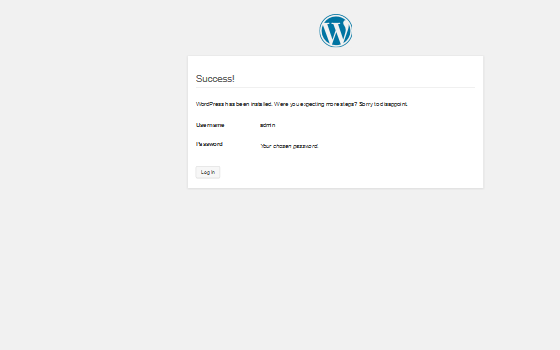 Success!
WordPress has been installed. Were you expecting more steps? Sorry to disappoint.
Username admin
Password Your chosen password.
Log In